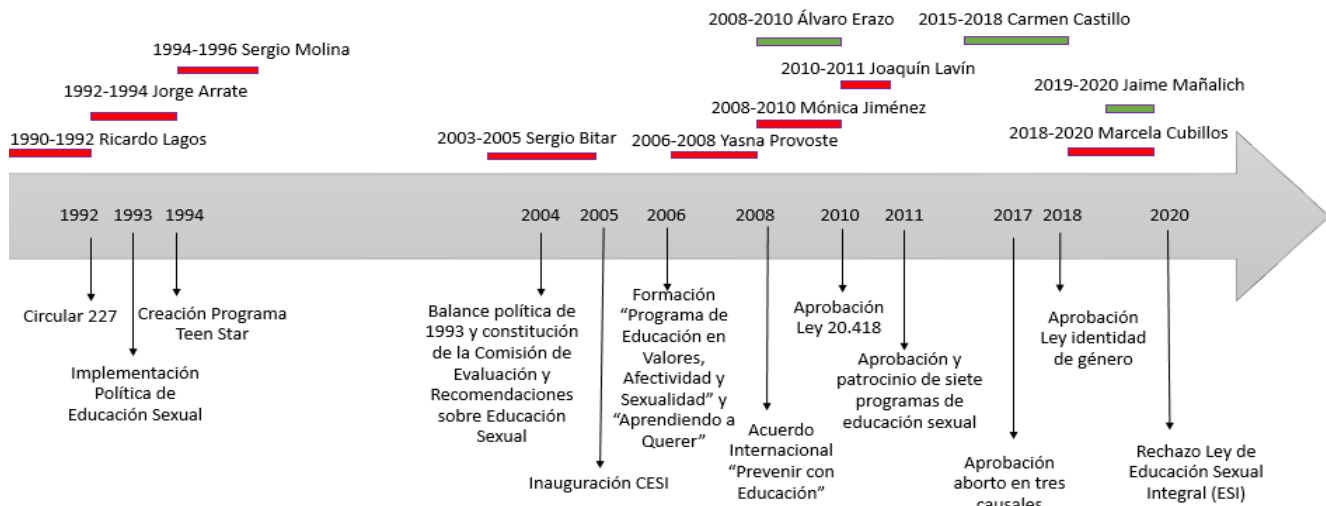 2008-2010 Álvaro Erazo
2015-2018 Carmen Castillo
1994-1996 Sergio Molina
2010-2011 Joaquín Lavín
1992-1994 Jorge Arrate
2019-2020 Jaime Mañalich
2008-2010 Mónica Jiménez
1990-1992 Ricardo Lagos
2003-2005 Sergio Bitar
2006-2008 Yasna Provoste
2018-2020 Marcela Cubillos
1992 1993 1994 2004 2005 2006 2008 2010 2011 2017 2018 2020
Circular 227
Implementación
Política de
Educación Sexual
Creación Programa
Teen Star
Balance política de
1993 y constitución
de la Comisión de
Evaluación y
Recomendaciones
sobre Educación
Sexual
Inauguración CESI
Formación
“Programa de
Educación en
Valores,
Afectividad y
Sexualidad” y
“Aprendiendo a
Querer”
Acuerdo
Internacional
“Prevenir con
Educación”
Aprobación
Ley 20.418
Aprobación y
patrocinio de siete
programas de
educación sexual
Aprobación
aborto en tres
causales
Aprobación
Ley identidad
de género
Rechazo Ley de
Educación Sexual
Integral (ESI)